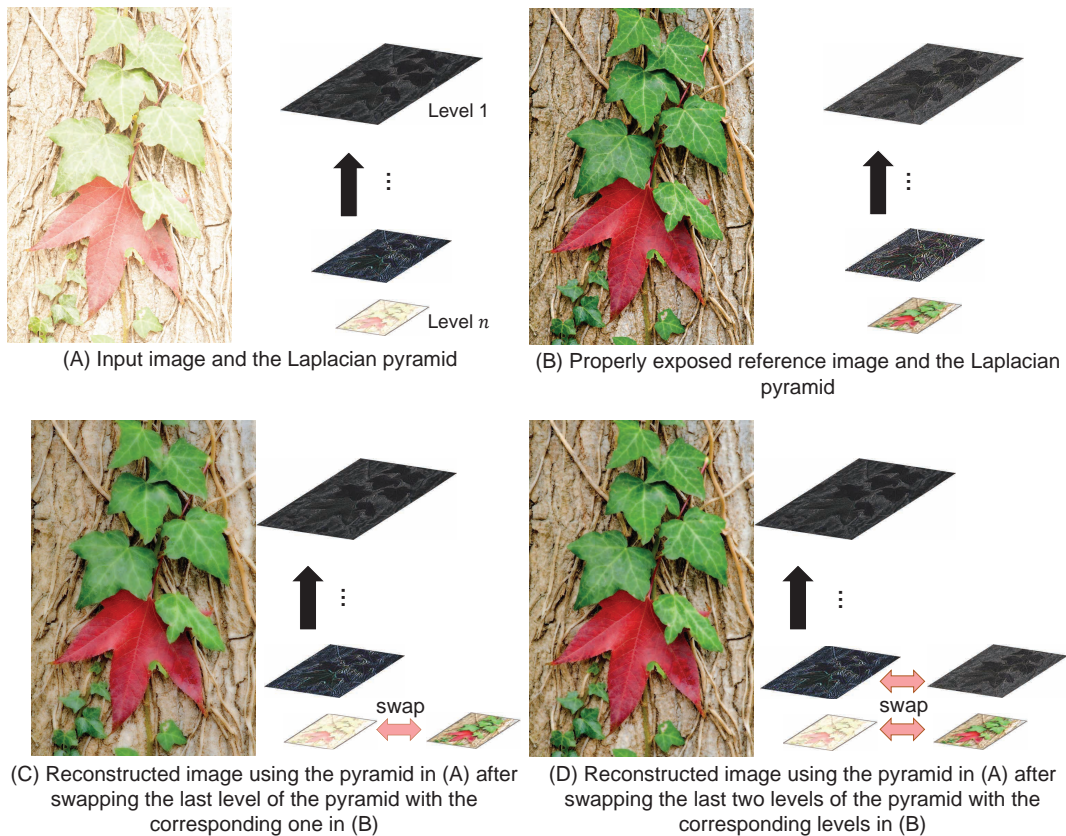 Level 1
⋮
Level n
(A) Input image and the Laplacian pyramid
⋮
(B) Properly exposed reference image and the Laplacian
pyramid
⋮
swap
(C) Reconstructed image using the pyramid in (A) after
swapping the last level of the pyramid with the
corresponding one in (B)
⋮
swap
(D) Reconstructed image using the pyramid in (A) after
swapping the last two levels of the pyramid with the
corresponding levels in (B)